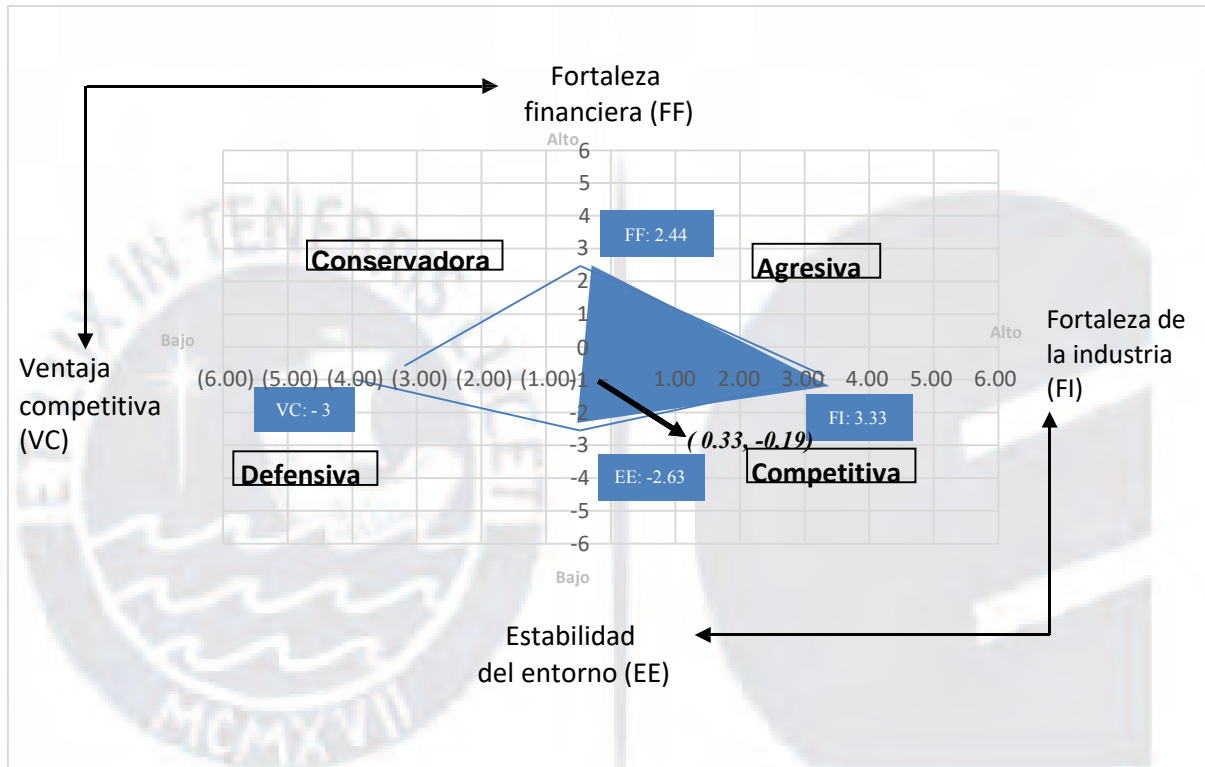 Fortaleza
financiera (FF)
Alto
6
5
4
3
2
1
0
-1
-2
-3
-4
-5
-6
FF: 2.44
Conservadora
Agresiva
Bajo
Alto
Fortaleza de
la industria
(FI)
Ventaja
competitiva
(VC)
(6.00) (5.00) (4.00) (3.00) (2.00) (1.00) 1.00 2.00 3.00 4.00 5.00 6.00
VC: - 3
FI: 3.33
( 0.33, -0.19)
Defensiva
EE: -2.63
Competitiva
Bajo
Estabilidad
del entorno (EE)
MCMXVII